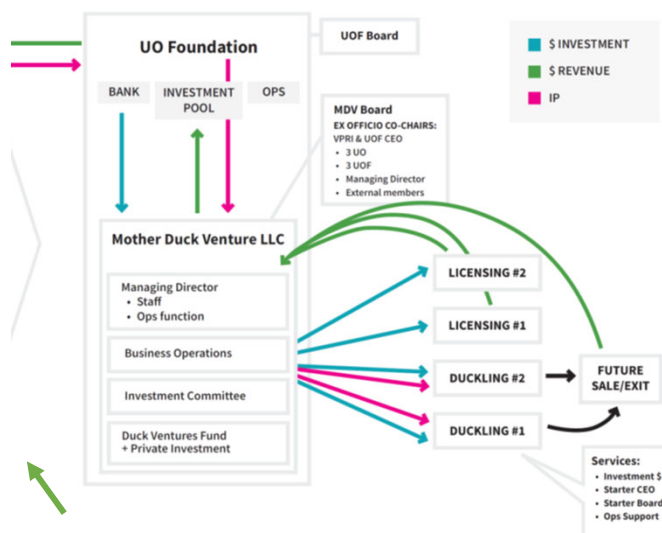 UO Foundation
UOF Board
$ INVESTMENT
$ REVENUE
IP
BANK
INVESTMENT
POOL
OPS
MDV Board
EX OFFICIO CO-CHAIRS:
VPRI & UOF CEO
• 3 UO
• 3 UOF
• Managing Director
• External members
Mother Duck Venture LLC
Managing Director
• Staff
• Ops function
Business Operations
Investment Committee
Duck Ventures Fund
+ Private Investment
LICENSING #2
LICENSING #1
DUCKLING #2
DUCKLING #1
FUTURE
SALE/EXIT
Services:
• Investment $
• Starter CEO
• Starter Board
• Ops Support